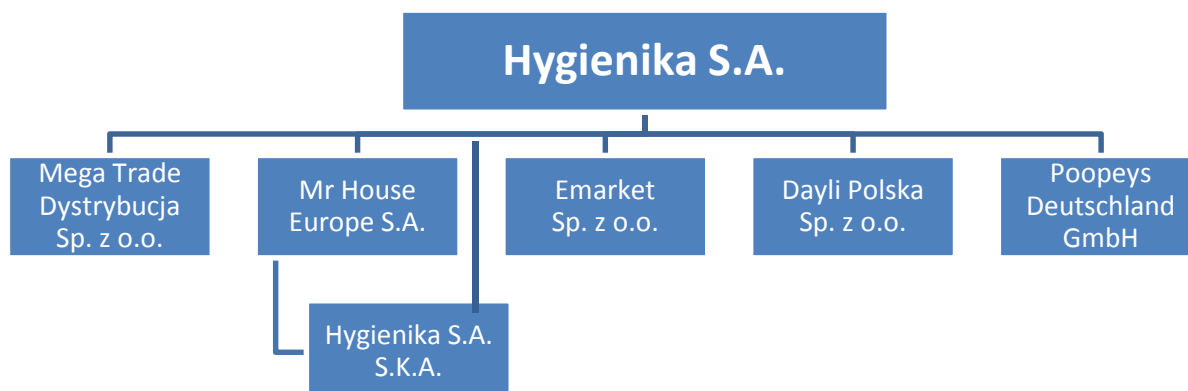 Hygienika S.A.
Mega Trade
Dystrybucja
Sp. z o.o.
Mr House
Europe S.A.
Emarket
Sp. z o.o.
Dayli Polska
Sp. z o.o.
Poopeys
Deutschland
GmbH
Hygienika S.A.
S.K.A.